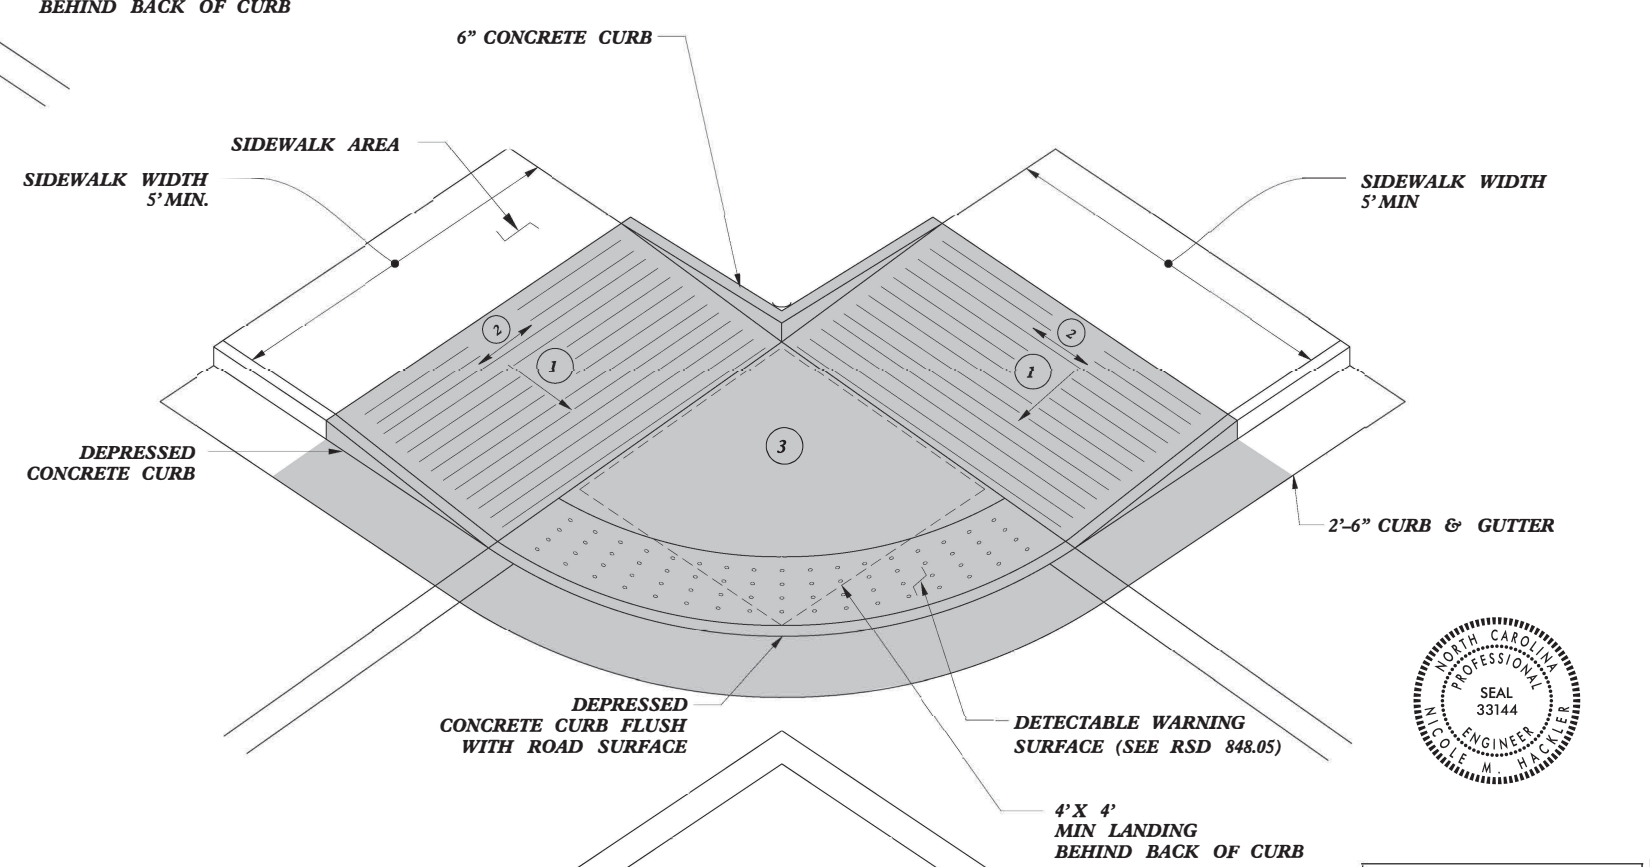 BEHIND BACK OF CURB
6" CONCRETE CURB
SIDEWALK AREA
SIDEWALK WIDTH
5' MIN.
SIDEWALK WIDTH
5' MIN
2
1
2
1
3
DEPRESSED
CONCRETE CURB
2'-6" CURB & GUTTER
DEPRESSED
CONCRETE CURB FLUSH
WITH ROAD SURFACE
DETECTABLE WARNING
SURFACE (SEE RSD 848.05)
4' X 4'
MIN LANDING
BEHIND BACK OF CURB
NORTH CAROLINA
PROFESSIONAL
SEAL
33144
ENGINEER
NICOLE M. HACKLER